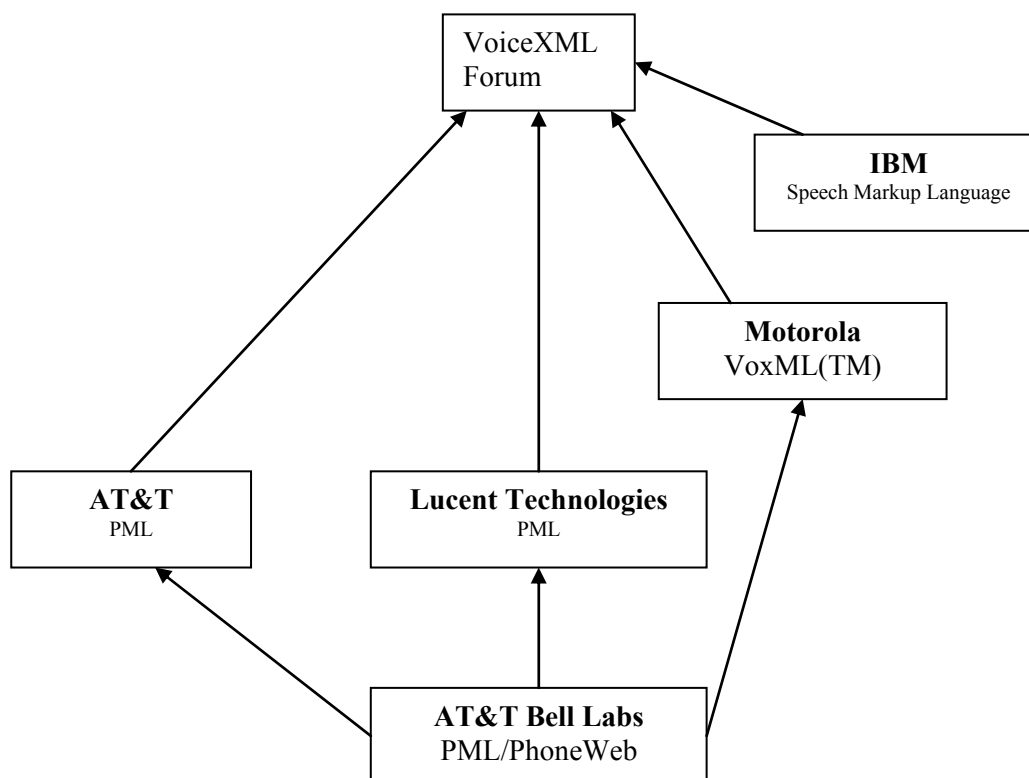 VoiceXML
Forum
IBM
Speech Markup Language
Motorola
VoxML(TM)
AT&T
PML
Lucent Technologies
PML
AT&T Bell Labs
PML/PhoneWeb